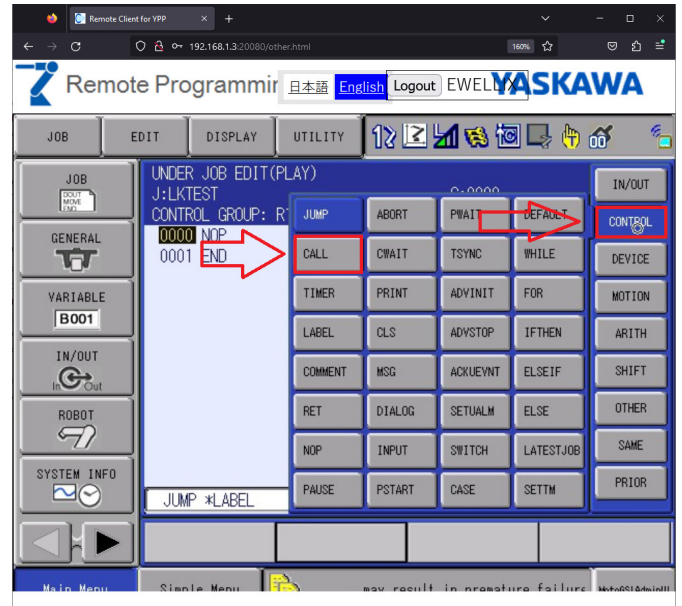 Remote Client for YPP
192.168.1.3:20080/other.html
160%
Remote Programmin
日本語 English Logout EWELLIX
YASKAWA
JOB EDIT DISPLAY UTILITY
JOB
DOUT
MOVE
END
GENERAL
VARIABLE
B001
IN/OUT
In Out
ROBOT
SYSTEM INFO
UNDER JOB EDIT(PLAY)
J:LKTEST
CONTROL GROUP:
0000 NOP
0001 END
JUMP ABORT PWAIT DEFAULT
CALL CWAIT TSYNC WHILE
TIMER PRINT ADVINIT FOR
LABEL CLS ADVSTOP IFTHEN
COMMENT MSG ACKUEVNT ELSEIF
RET DIALOG SETUALM ELSE
NOP INPUT SWITCH LATESTJOB
PAUSE PSTART CASE SETTM
IN/OUT
CONTROL
DEVICE
MOTION
ARITH
SHIFT
OTHER
SAME
PRIOR
JUMP *LABEL
Main Menu Simple Menu may result in premature failure